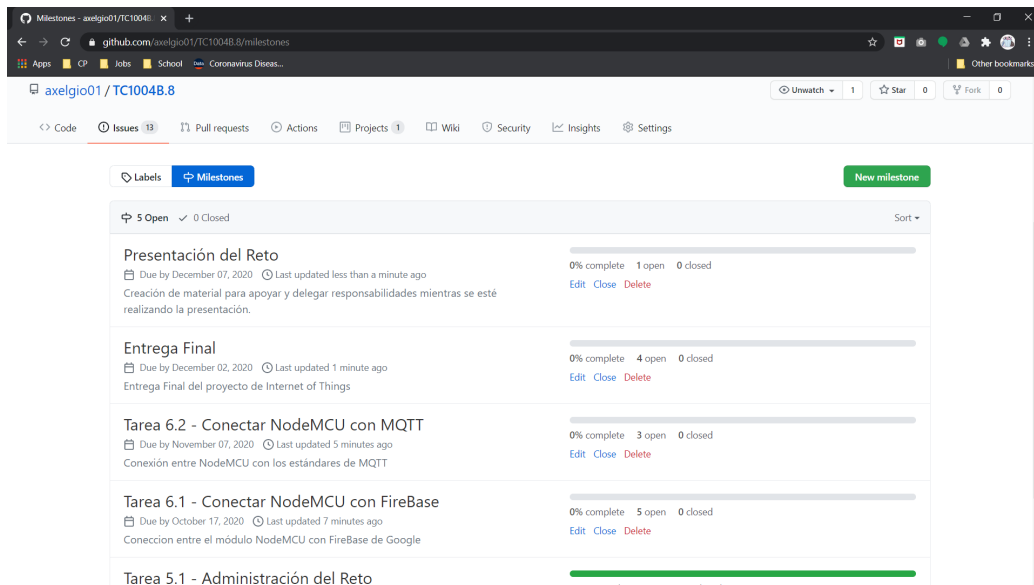 Milestones - axelgio01/TC1004B.8
github.com/axelgio01/TC1004B.8/milestones
Apps CP Jobs School Data Coronavirus Diseas... Other bookmarks
axelgio01 / TC1004B.8 Unwatch 1 Star 0 Fork 0
<> Code Issues 13 Pull requests Actions Projects 1 Wiki Security Insights Settings
Labels Milestones New milestone
5 Open 0 Closed Sort
Presentación del Reto
Due by December 07, 2020 Last updated less than a minute ago
Creación de material para apoyar y delegar responsabilidades mientras se esté
realizando la presentación.
0% complete 1 open 0 closed
Edit Close Delete
Entrega Final
Due by December 02, 2020 Last updated 1 minute ago
Entrega Final del proyecto de Internet of Things
0% complete 4 open 0 closed
Edit Close Delete
Tarea 6.2 - Conectar NodeMCU con MQTT
Due by November 07, 2020 Last updated 5 minutes ago
Conexión entre NodeMCU con los estándares de MQTT
0% complete 3 open 0 closed
Edit Close Delete
Tarea 6.1 - Conectar NodeMCU con FireBase
Due by October 17, 2020 Last updated 7 minutes ago
Coneccion entre el módulo NodeMCU con FireBase de Google
0% complete 5 open 0 closed
Edit Close Delete
Tarea 5.1 - Administración del Reto